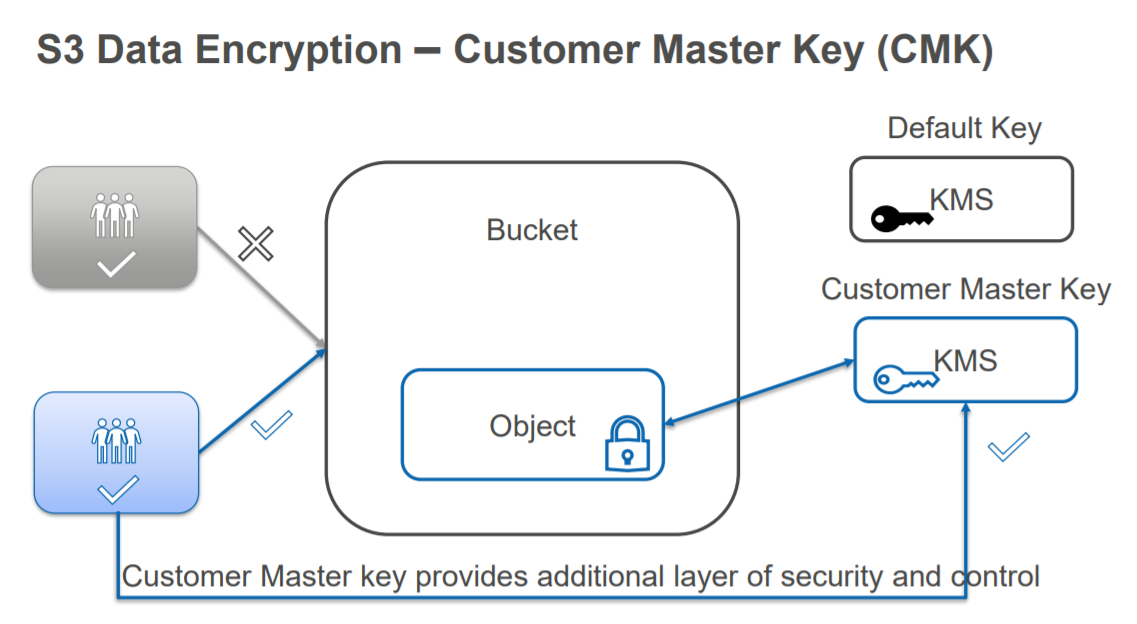 S3 Data Encryption – Customer Master Key (CMK)
Default Key
KMS
Bucket
Customer Master Key
KMS
Object
Customer Master key provides additional layer of security and control